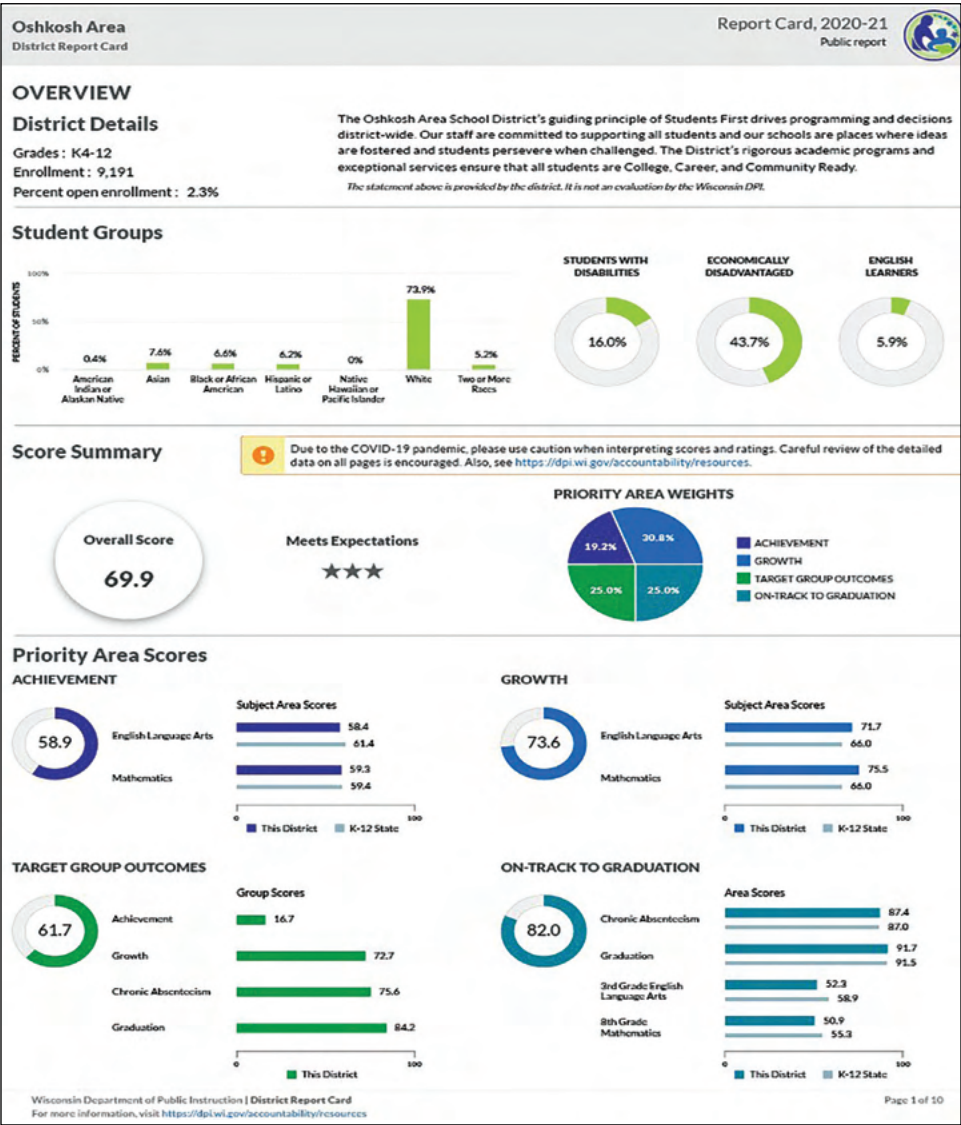 Oshkosh Area
District Report Card
Report Card, 2020-21
Public report
OVERVIEW
District Details
Grades : K4-12
Enrollment : 9,191
Percent open enrollment : 2.3%
The Oshkosh Area School District's guiding principle of Students First drives programming and decisions
district-wide. Our staff are committed to supporting all students and our schools are places where ideas
are fostered and students persevere when challenged. The District's rigorous academic programs and
exceptional services ensure that all students are College, Career, and Community Ready.
The statement above is provided by the district. It is not an evaluation by the Wisconsin DPI.
Student Groups
PERCENT OF STUDENTS
100%
50%
0%
0.4%
7.6%
6.6%
6.2%
0%
73.9%
5.2%
American
Indian or
Alaskan Native
Asian
Black or African
American
Hispanic or
Latino
Native
Hawaiian or
Pacific Islander
White
Two or More
Races
STUDENTS WITH
DISABILITIES
16.0%
ECONOMICALLY
DISADVANTAGED
43.7%
ENGLISH
LEARNERS
5.9%
Score Summary
Due to the COVID-19 pandemic, please use caution when interpreting scores and ratings. Careful review of the detailed
data on all pages is encouraged. Also, see https://dpi.wi.gov/accountability/resources.
Overall Score
69.9
Meets Expectations
★★★
PRIORITY AREA WEIGHTS
19.2%
30.8%
25.0%
25.0%
ACHIEVEMENT
GROWTH
TARGET GROUP OUTCOMES
ON-TRACK TO GRADUATION
Priority Area Scores
ACHIEVEMENT
58.9
Subject Area Scores
English Language Arts
58.4
61.4
Mathematics
59.3
59.4
0
100
This District
K-12 State
GROWTH
73.6
Subject Area Scores
English Language Arts
71.7
66.0
Mathematics
75.5
66.0
0
100
This District
K-12 State
TARGET GROUP OUTCOMES
61.7
Group Scores
Achievement
16.7
Growth
72.7
Chronic Absenteeism
75.6
Graduation
84.2
0
100
This District
ON-TRACK TO GRADUATION
82.0
Area Scores
Chronic Absenteeism
87.4
87.0
Graduation
91.7
91.5
3rd Grade English
Language Arts
52.3
58.9
8th Grade
Mathematics
50.9
55.3
0
100
This District
K-12 State
Wisconsin Department of Public Instruction | District Report Card
For more information, visit https://dpi.wi.gov/accountability/resources
Page 1 of 10